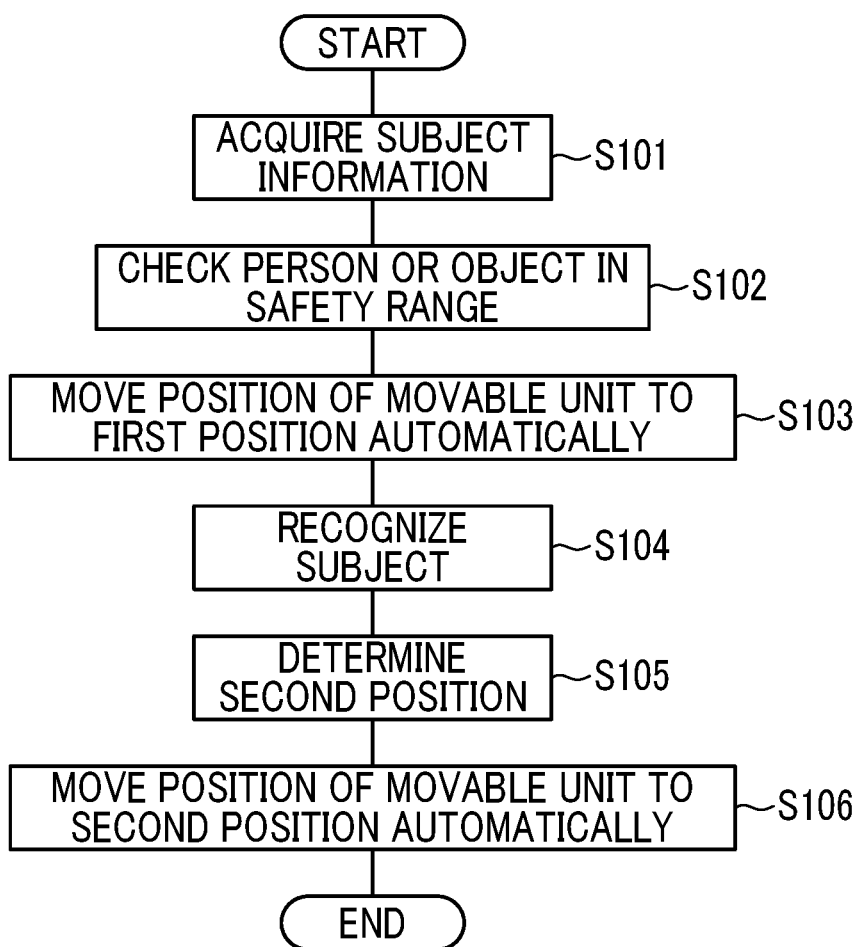 START
ACQUIRE SUBJECT
INFORMATION
S101
CHECK PERSON OR OBJECT IN
SAFETY RANGE
S102
MOVE POSITION OF MOVABLE UNIT TO
FIRST POSITION AUTOMATICALLY
S103
RECOGNIZE
SUBJECT
S104
DETERMINE
SECOND POSITION
S105
MOVE POSITION OF MOVABLE UNIT TO
SECOND POSITION AUTOMATICALLY
S106
END